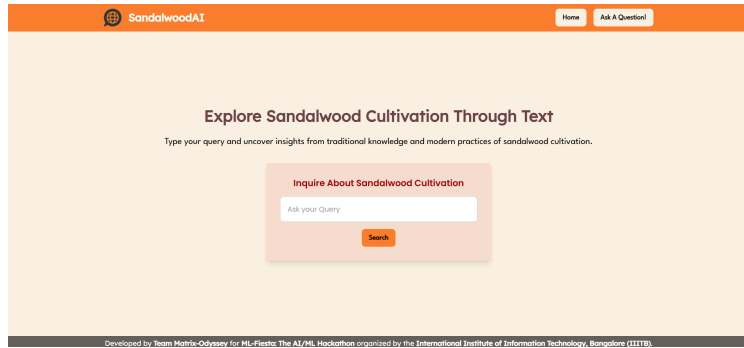 SandalwoodAI
Home
Ask A Question!
Explore Sandalwood Cultivation Through Text
Type your query and uncover insights from traditional knowledge and modern practices of sandalwood cultivation.
Inquire About Sandalwood Cultivation
Ask your Query
Search
Developed by Team Matrix-Odyssey for ML-Fiesta: The AI/ML Hackathon organized by the International Institute of Information Technology, Bangalore (IIITB).